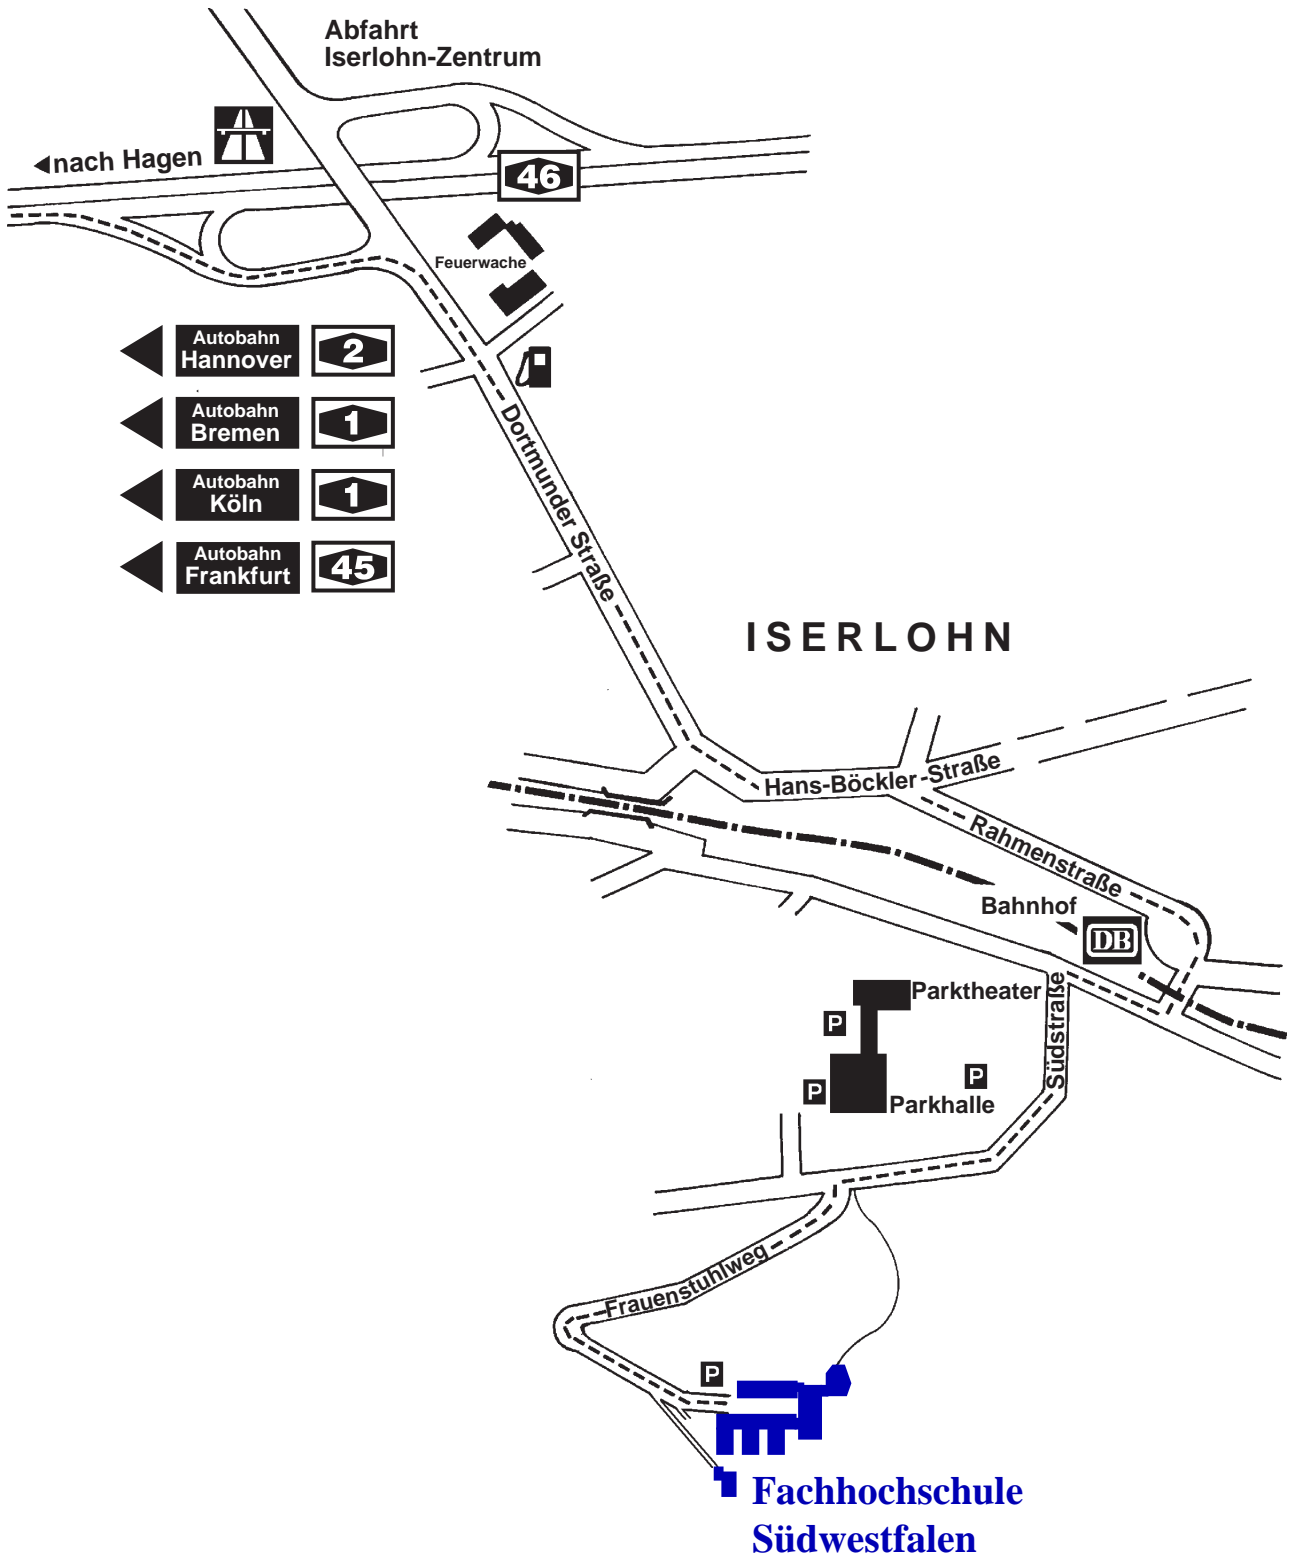 Abfahrt
Iserlohn-Zentrum
nach Hagen
46
Feuerwache
Autobahn
Hannover
2
Autobahn
Bremen
1
Autobahn
Köln
1
Autobahn
Frankfurt
45
Dortmunder Straße
ISERLOHN
Hans-Böckler-Straße
Rahmenstraße
Bahnhof
DB
Parktheater
P
Südstraße
P
P
Parkhalle
Frauenstuhlweg
P
Fachhochschule
Südwestfalen